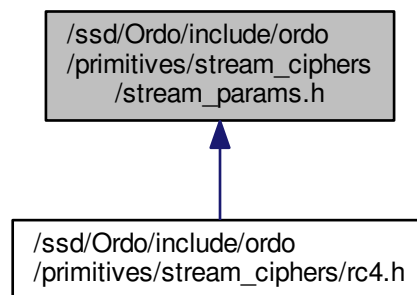 /ssd/Ordo/include/ordo
/primitives/stream_ciphers
/stream_params.h
/ssd/Ordo/include/ordo
/primitives/stream_ciphers/rc4.h